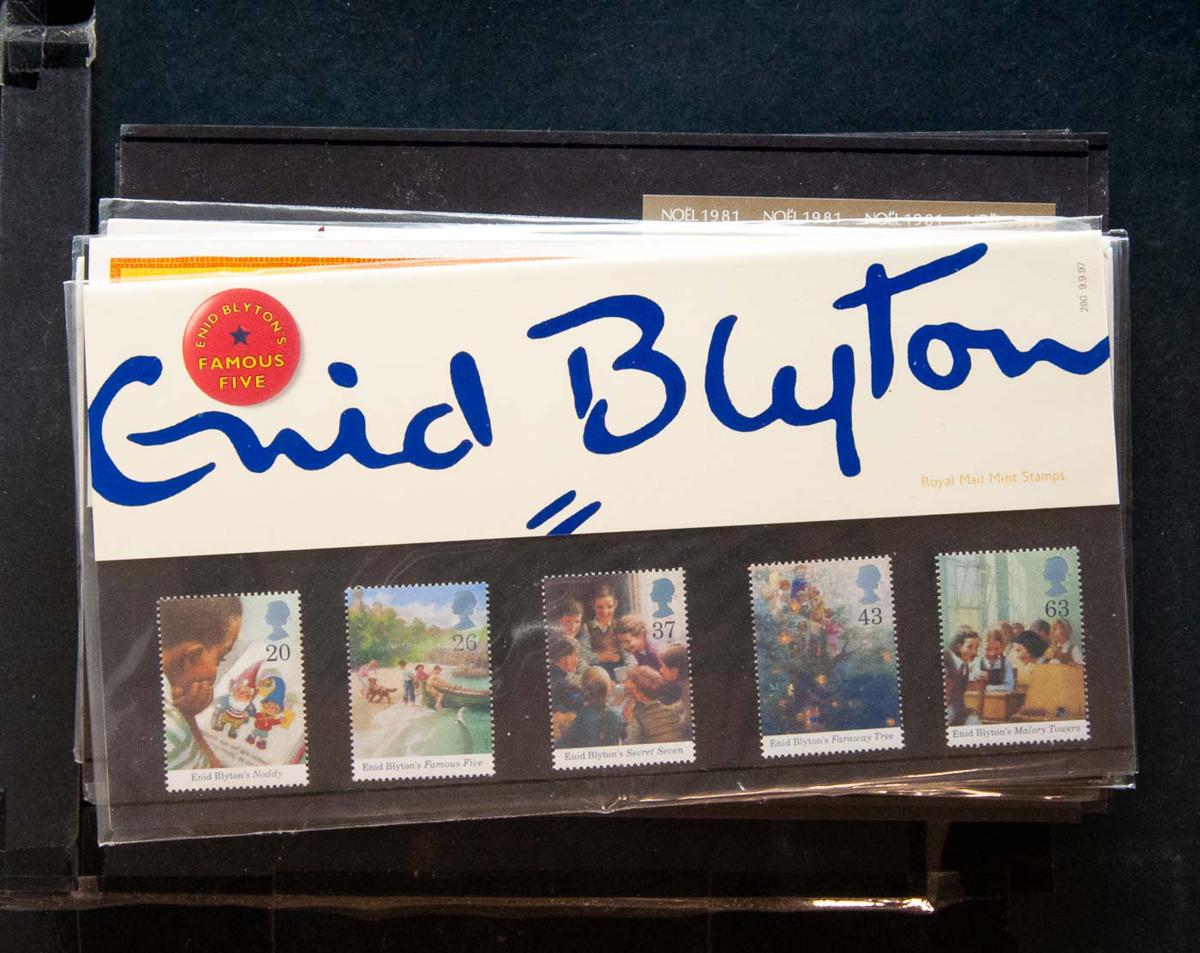 NOËL 1981 NOËL 1981 NOËL 1981 NOËL
280 9.9.97
ENID BLYTON'S
FAMOUS
FIVE
Enid Blyton
Royal Mail Mint Stamps
20
Enid Blyton's Noddy
26
Enid Blyton's Famous Five
37
Enid Blyton's Secret Seven
43
Enid Blyton's Faraway Tree
63
Enid Blyton's Malory Towers